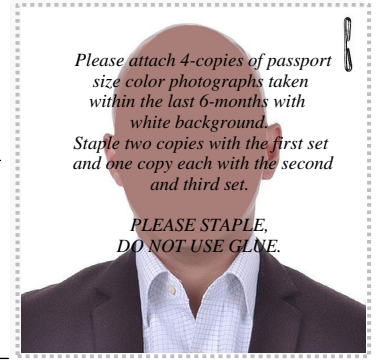 Please attach 4-copies of passport
size color photographs taken
within the last 6-months with
white background.
Staple two copies with the first set
and one copy each with the second
and third set.
PLEASE STAPLE,
DO NOT USE GLUE.